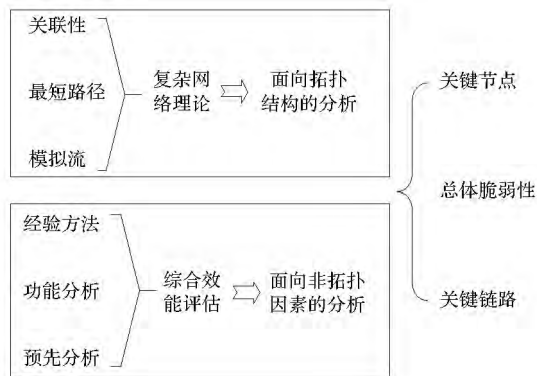 关联性
最短路径
模拟流
复杂网
络理论
面向拓扑
结构的分析
经验方法
功能分析
预先分析
综合效
能评估
面向非拓扑
因素的分析
关键节点
总体脆弱性
关键链路